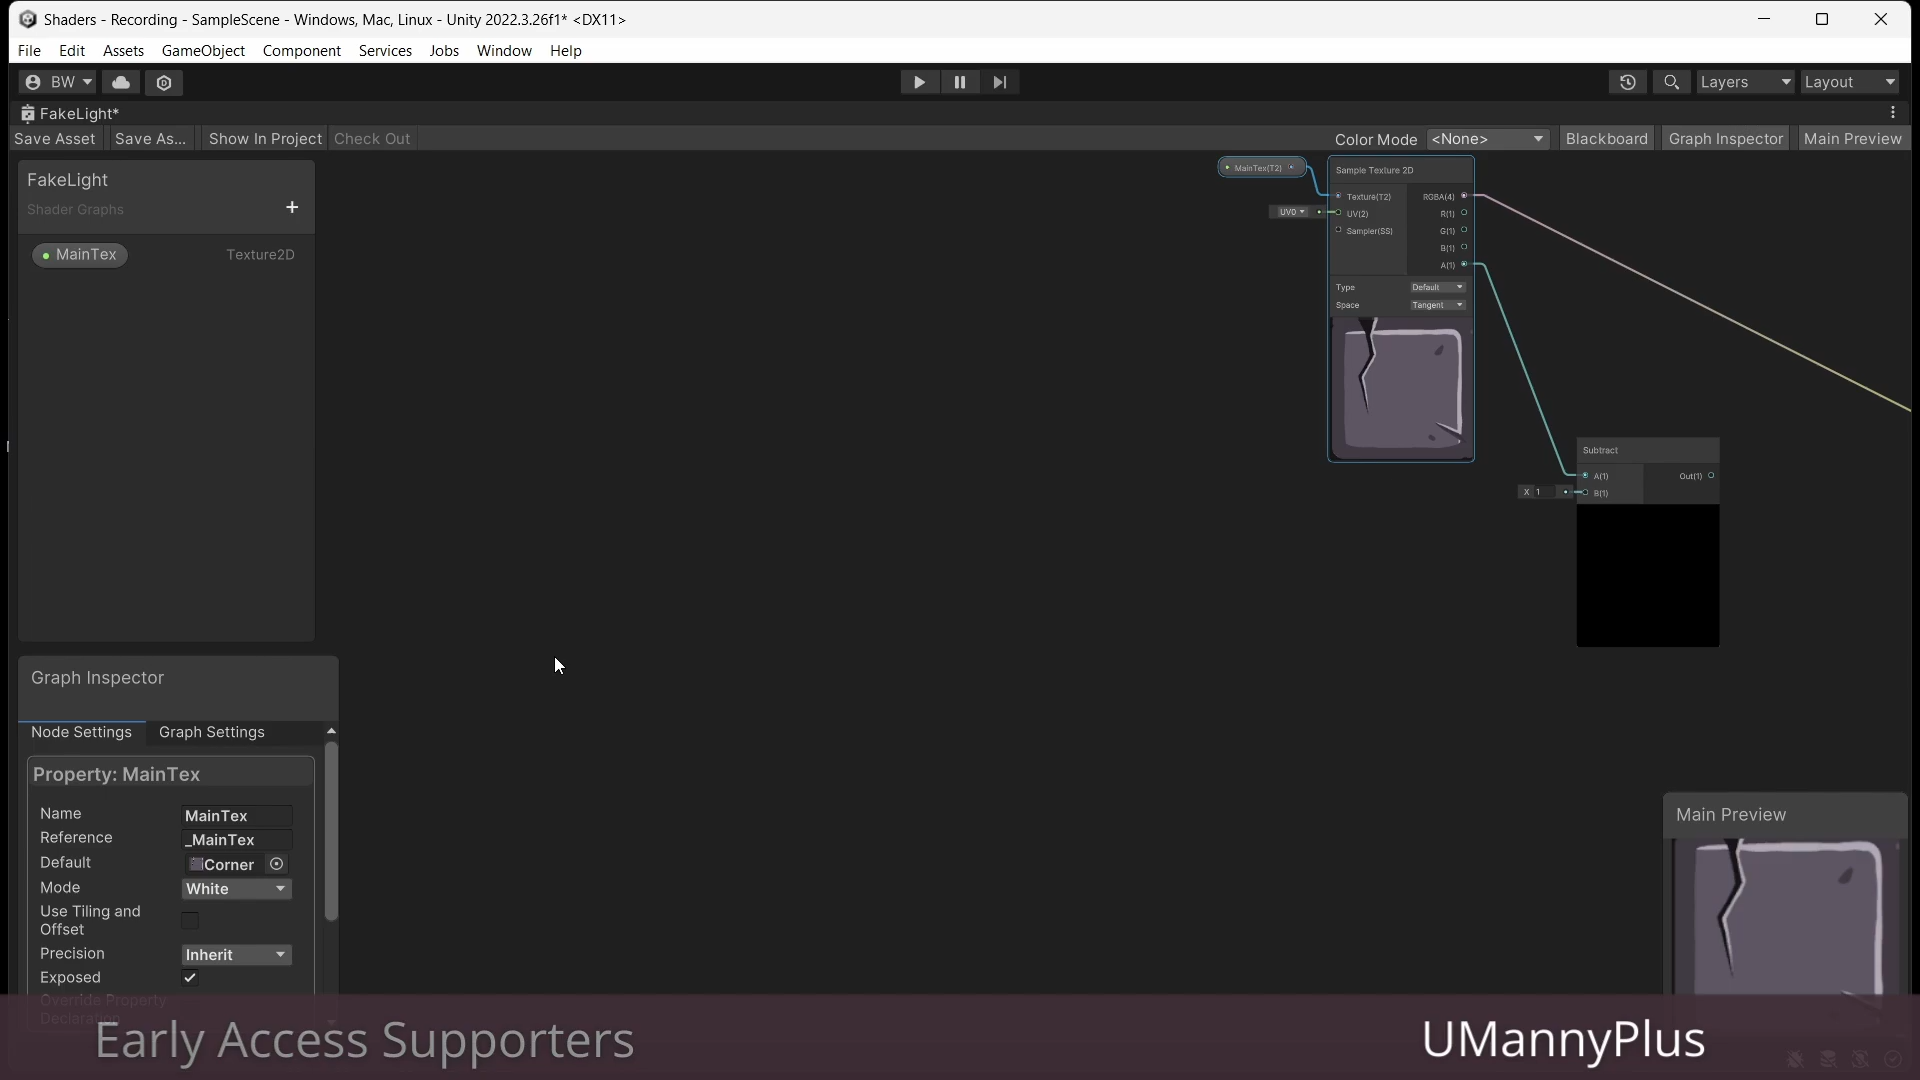 Shaders - Recording - SampleScene - Windows, Mac, Linux - Unity 2022.3.26f1* <DX11>
File Edit Assets GameObject Component Services Jobs Window Help
BW Layers Layout
FakeLight*
Save Asset Save As... Show In Project Check Out Color Mode <None> Blackboard Graph Inspector Main Preview
FakeLight
Shader Graphs +
MainTex Texture2D
MainTex(T2)
Sample Texture 2D
Texture(T2) RGBA(4)
UV0 UV(2) R(1)
Sampler(SS) G(1)
B(1)
A(1)
Type Default
Space Tangent
Subtract
A(1) Out(1)
X 1 B(1)
Graph Inspector
Node Settings Graph Settings
Property: MainTex
Name MainTex
Reference _MainTex
Default Corner
Mode White
Use Tiling and
Offset
Precision Inherit
Exposed
Override Property
Declaration
Main Preview
Early Access Supporters UMannyPlus